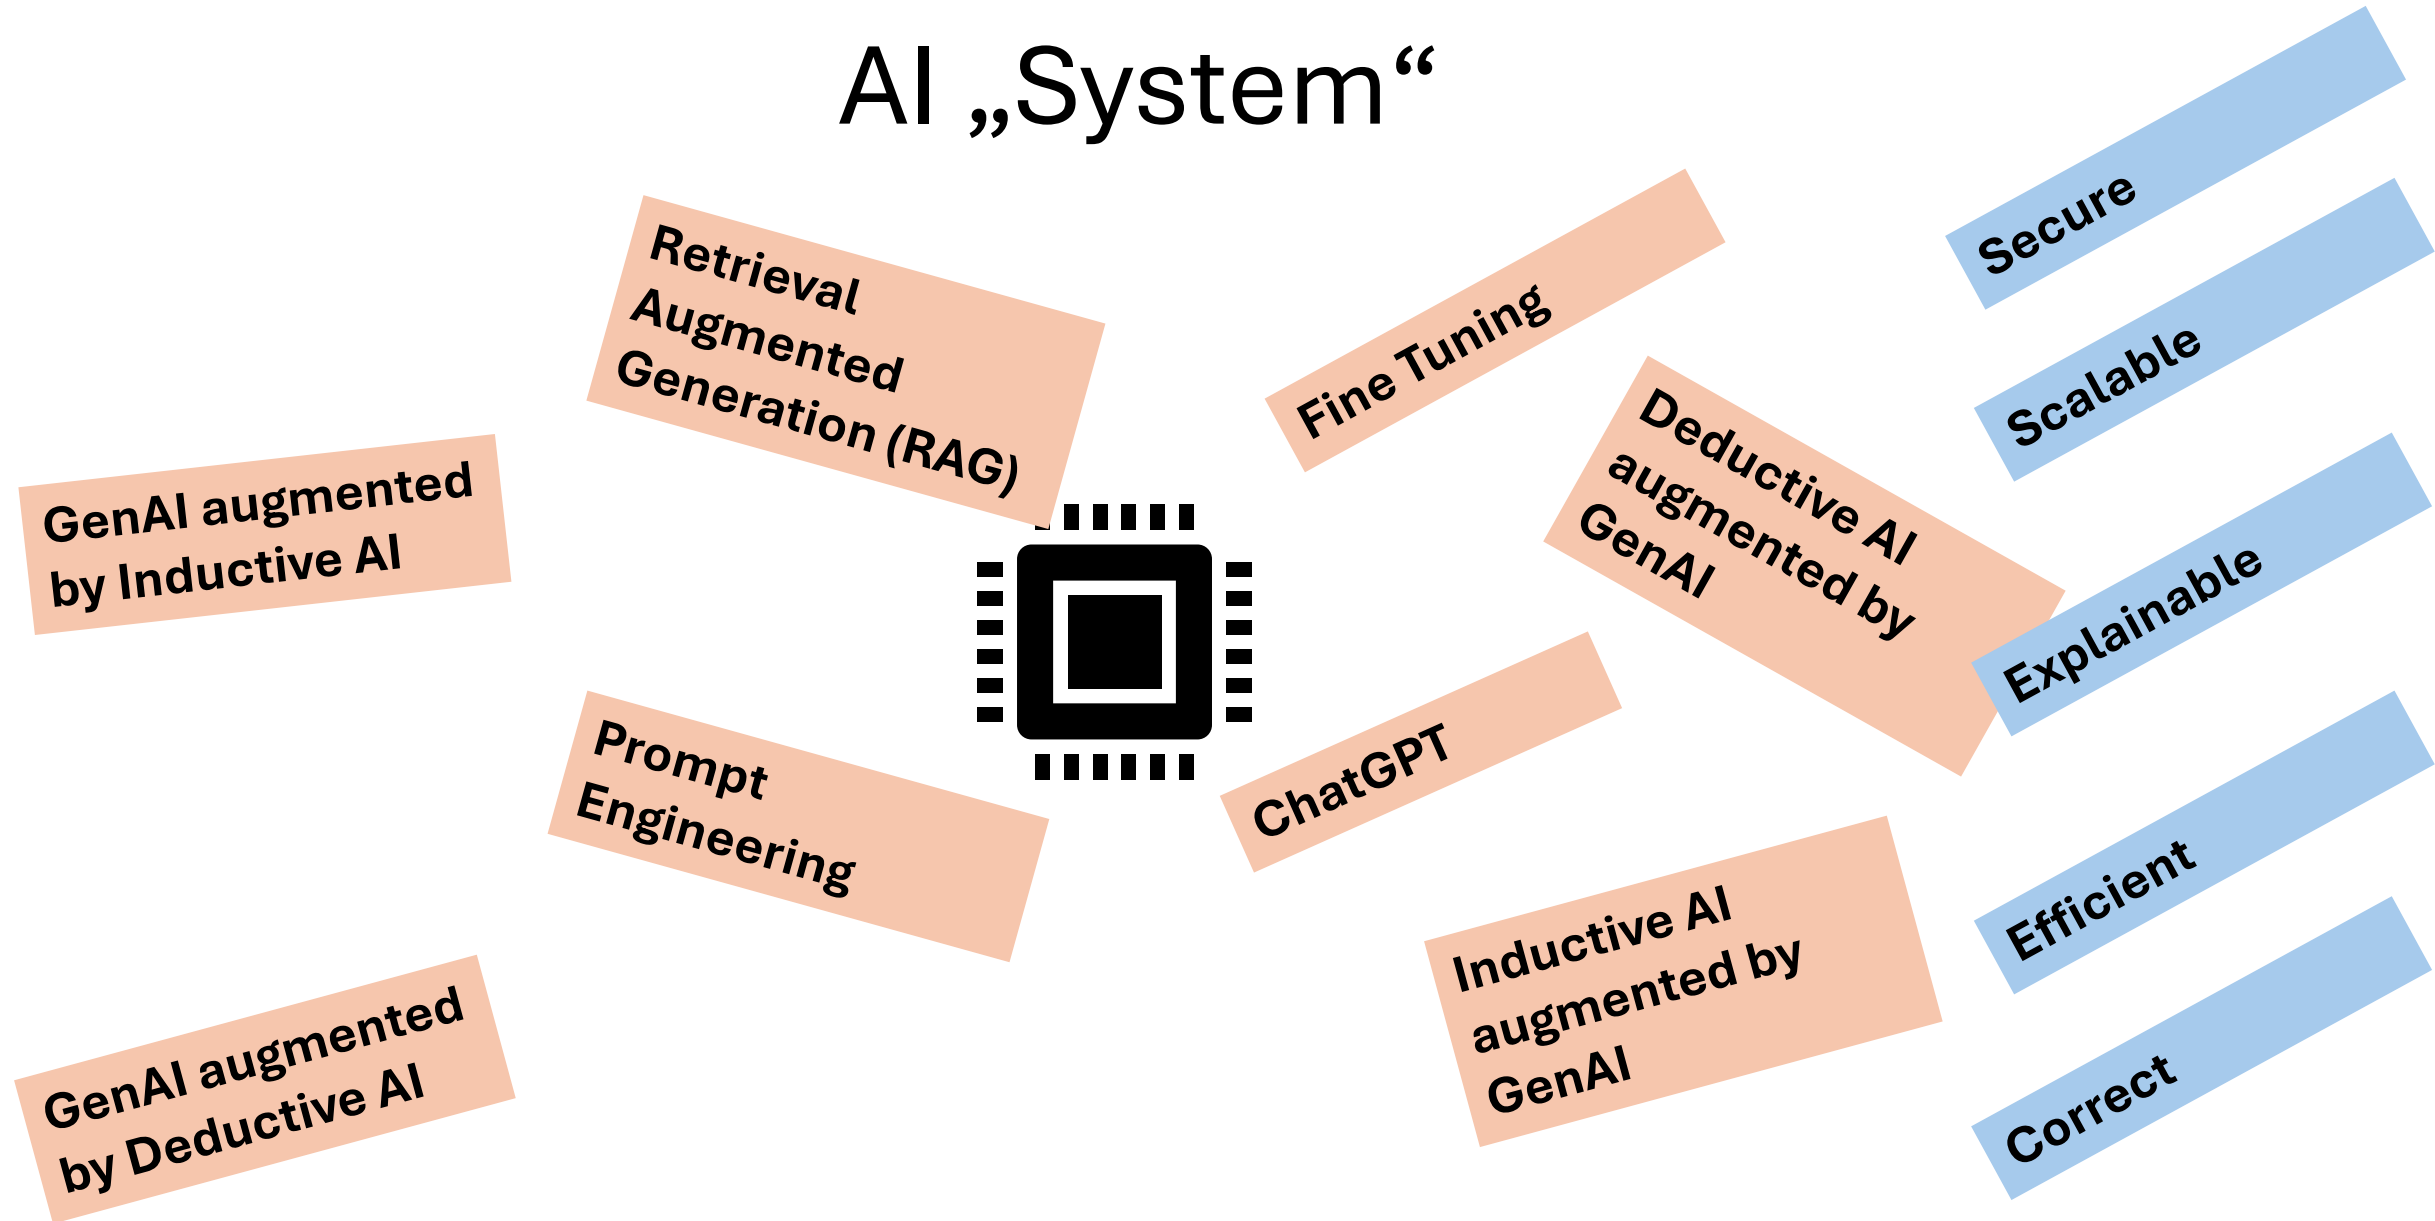 AI „System“
Retrieval
Augmented
Generation (RAG)
Fine Tuning
Secure
Scalable
GenAI augmented
by Inductive AI
Deductive AI
augmented by
GenAI
Explainable
Prompt
Engineering
ChatGPT
Efficient
Inductive AI
augmented by
GenAI
GenAI augmented
by Deductive AI
Correct